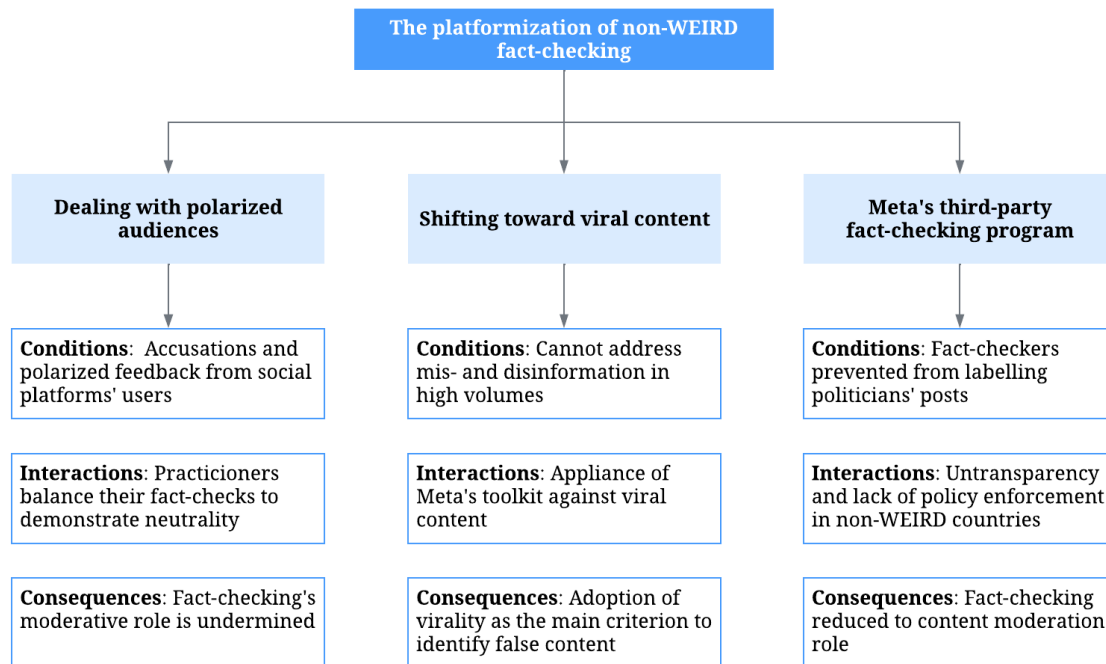 The platformization of non-WEIRD
fact-checking
Dealing with polarized
audiences
Shifting toward viral content
Meta's third-party
fact-checking program
Conditions:  Accusations and
polarized feedback from social
platforms' users
Conditions: Cannot address
mis- and disinformation in
high volumes
Conditions: Fact-checkers
prevented from labelling
politicians' posts
Interactions: Practicioners
balance their fact-checks to
demonstrate neutrality
Interactions: Appliance of
Meta's toolkit against viral
content
Interactions: Untransparency
and lack of policy enforcement
in non-WEIRD countries
Consequences: Fact-checking's
moderative role is undermined
Consequences: Adoption of
virality as the main criterion to
identify false content
Consequences: Fact-checking
reduced to content moderation
role